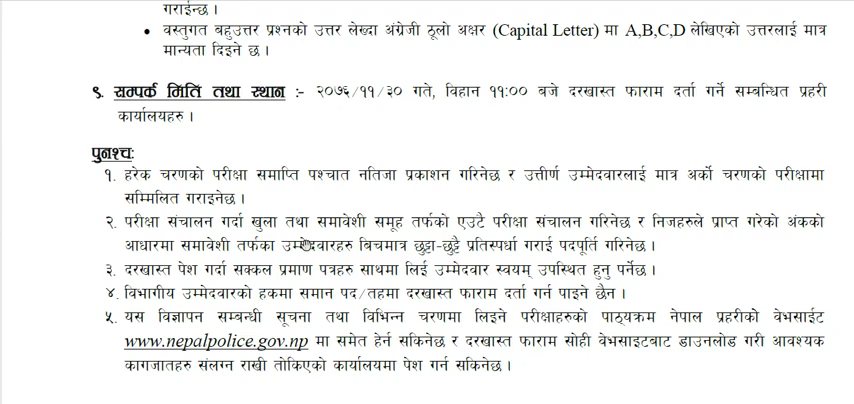 गराईन्छ ।
• वस्तुगत बहुउत्तर प्रश्नको उत्तर लेख्दा अंग्रेजी ठूलो अक्षर (Capital Letter) मा A,B,C,D लेखिएको उत्तरलाई मात्र
मान्यता दिइने छ ।
९. सम्पर्क मिति तथा स्थान :- २०७६/११/३० गते, विहान ११:०० बजे दरखास्त फाराम दर्ता गर्ने सम्बन्धित प्रहरी
कार्यालयहरु ।
पुनश्चः
१. हरेक चरणको परीक्षा समाप्ति पश्चात नतिजा प्रकाशन गरिनेछ र उत्तीर्ण उम्मेदवारलाई मात्र अर्को चरणको परीक्षामा
सम्मिलित गराइनेछ ।
२. परीक्षा संचालन गर्दा खुला तथा समावेशी समूह तर्फको एउटै परीक्षा संचालन गरिनेछ र निजहरुले प्राप्त गरेको अंकको
आधारमा समावेशी तर्फका उम्मेदवारहरु बिचमात्र छुट्टा-छुट्टै प्रतिस्पर्धा गराई पदपूर्ति गरिनेछ ।
३. दरखास्त पेश गर्दा सक्कल प्रमाण पत्रहरु साथमा लिई उम्मेदवार स्वयम् उपस्थित हुनु पर्नेछ ।
४. विभागीय उम्मेदवारको हकमा समान पद/तहमा दरखास्त फाराम दर्ता गर्न पाइने छैन ।
५. यस विज्ञापन सम्बन्धी सूचना तथा विभिन्न चरणमा लिइने परीक्षाहरुको पाठ्यक्रम नेपाल प्रहरीको वेभसाईट
www.nepalpolice.gov.np मा समेत हेर्न सकिनेछ र दरखास्त फाराम सोही वेभसाइटबाट डाउनलोड गरी आवश्यक
कागजातहरु संलग्न राखी तोकिएको कार्यालयमा पेश गर्न सकिनेछ ।